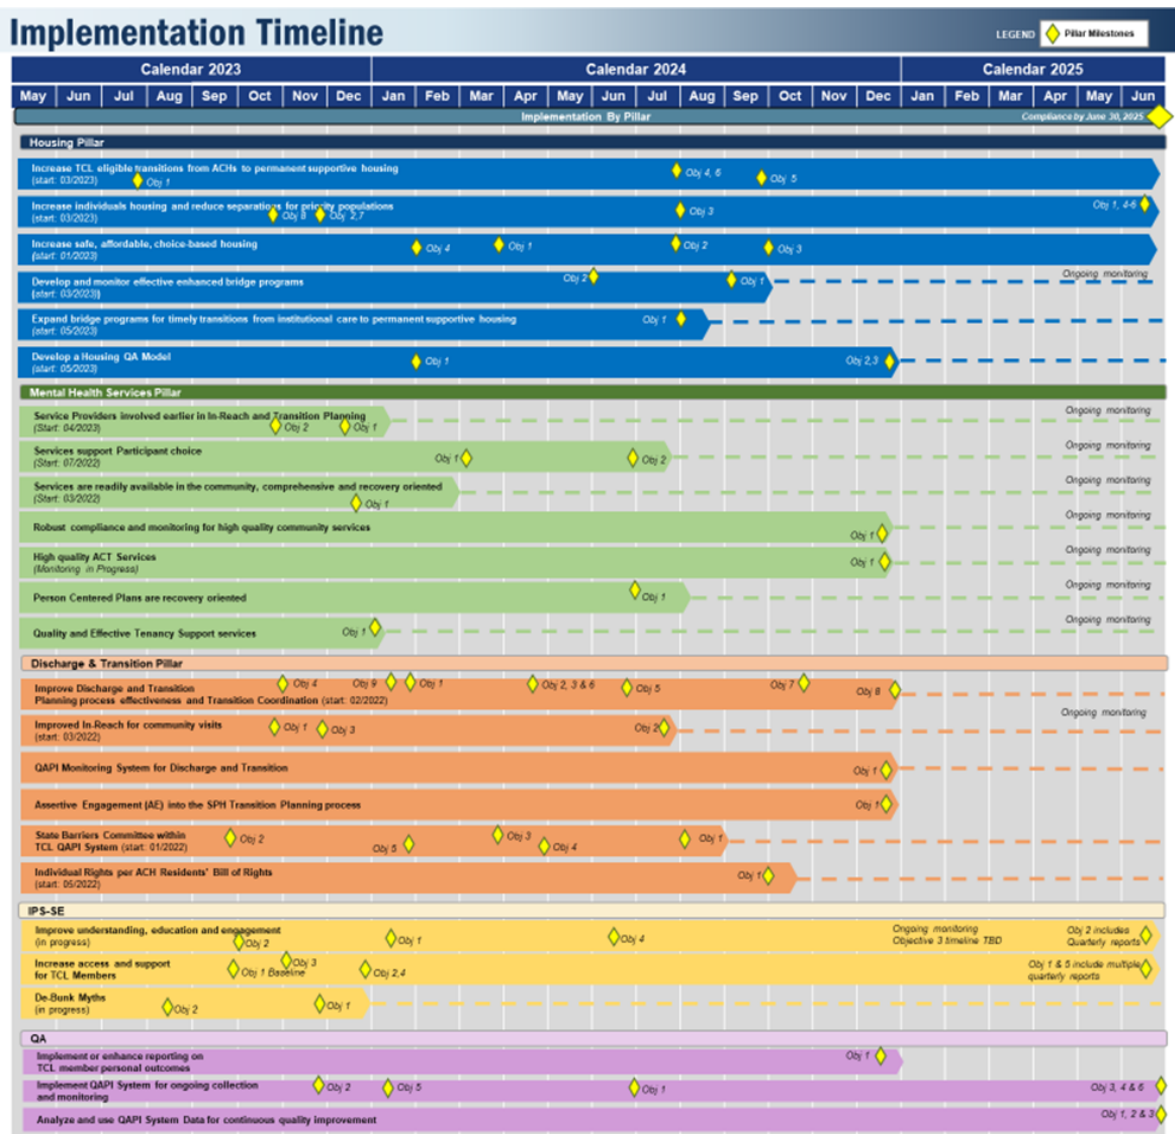 Implementation Timeline
LEGEND Pillar Milestones
Calendar 2023 Calendar 2024 Calendar 2025
May Jun Jul Aug Sep Oct Nov Dec Jan Feb Mar Apr May Jun Jul Aug Sep Oct Nov Dec Jan Feb Mar Apr May Jun
Implementation By Pillar Compliance by June 30, 2025
Housing Pillar
Increase TCL eligible transitions from ACHs to permanent supportive housing
(start: 03/2023) Obj 1 Obj 4, 6 Obj 5
Increase individuals housing and reduce separations for priority populations
(start: 03/2023) Obj 8 Obj 2,7 Obj 3 Obj 1, 4-6
Increase safe, affordable, choice-based housing
(start: 01/2023) Obj 4 Obj 1 Obj 2 Obj 3
Develop and monitor effective enhanced bridge programs
(start: 03/2023)) Obj 2 Obj 1 Ongoing monitoring
Expand bridge programs for timely transitions from institutional care to permanent supportive housing
(start: 05/2023) Obj 1
Develop a Housing QA Model
(start: 05/2023) Obj 1 Obj 2,3
Mental Health Services Pillar
Service Providers involved earlier in In-Reach and Transition Planning Ongoing monitoring
(Start: 04/2023) Obj 2 Obj 1
Services support Participant choice Ongoing monitoring
(Start: 07/2022) Obj 1 Obj 2
Services are readily available in the community, comprehensive and recovery oriented Ongoing monitoring
(Start: 03/2022) Obj 1
Robust compliance and monitoring for high quality community services Obj 1 Ongoing monitoring
High quality ACT Services Ongoing monitoring
(Monitoring in Progress) Obj 1
Person Centered Plans are recovery oriented Obj 1 Ongoing monitoring
Quality and Effective Tenancy Support services Obj 1 Ongoing monitoring
Discharge & Transition Pillar
Improve Discharge and Transition Obj 4 Obj 9 Obj 1 Obj 2, 3 & 6 Obj 5 Obj 7 Obj 8
Planning process effectiveness and Transition Coordination (start: 02/2022)
Ongoing monitoring
Improved In-Reach for community visits Obj 1 Obj 3 Obj 2
(start: 03/2022)
QAPI Monitoring System for Discharge and Transition Obj 1
Assertive Engagement (AE) into the SPH Transition Planning process Obj 1
State Barriers Committee within Obj 2 Obj 3 Obj 1
TCL QAPI System (start: 01/2022) Obj 5 Obj 4
Individual Rights per ACH Residents' Bill of Rights
(start: 05/2022) Obj 1
IPS-SE
Improve understanding, education and engagement Ongoing monitoring Obj 2 includes
(in progress) Obj 2 Obj 1 Obj 4 Objective 3 timeline TBD Quarterly reports
Increase access and support Obj 3 Obj 1 & 5 include multiple
for TCL Members Obj 1 Baseline Obj 2,4 quarterly reports
De-Bunk Myths
(in progress) Obj 2 Obj 1
QA
Implement or enhance reporting on Obj 1
TCL member personal outcomes
Implement QAPI System for ongoing collection Obj 2 Obj 5 Obj 1 Obj 3, 4 & 6
and monitoring
Analyze and use QAPI System Data for continuous quality improvement Obj 1, 2 & 3